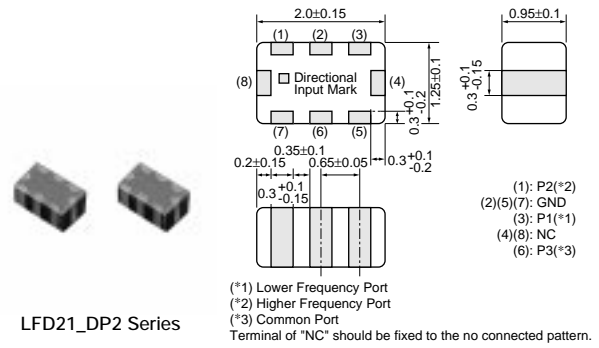 2.0±0.15
0.95±0.1
(1) (2) (3)
(8) Directional Input Mark (4)
(7) (6) (5)
1.25±0.1
0.3 +0.1 -0.2
0.3 +0.1 -0.15
0.35±0.1
0.2±0.15
0.65±0.05
0.3 +0.1 -0.2
0.3 +0.1 -0.15
(1): P2(*2)
(2)(5)(7): GND
(3): P1(*1)
(4)(8): NC
(6): P3(*3)
(*1) Lower Frequency Port
(*2) Higher Frequency Port
(*3) Common Port
Terminal of "NC" should be fixed to the no connected pattern.
LFD21_DP2 Series